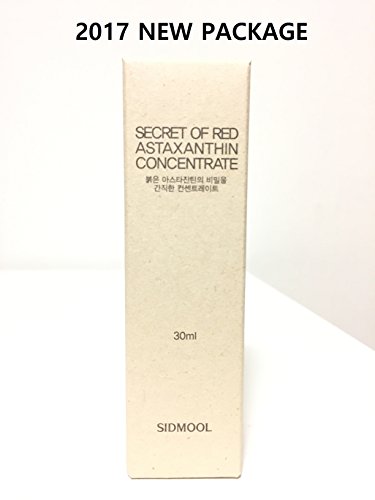 2017 NEW PACKAGE
SECRET OF RED
ASTAXANTHIN
CONCENTRATE
붉은 아스타잔틴의 비밀을
간직한 컨센트레이트
30ml
SIDMOOL